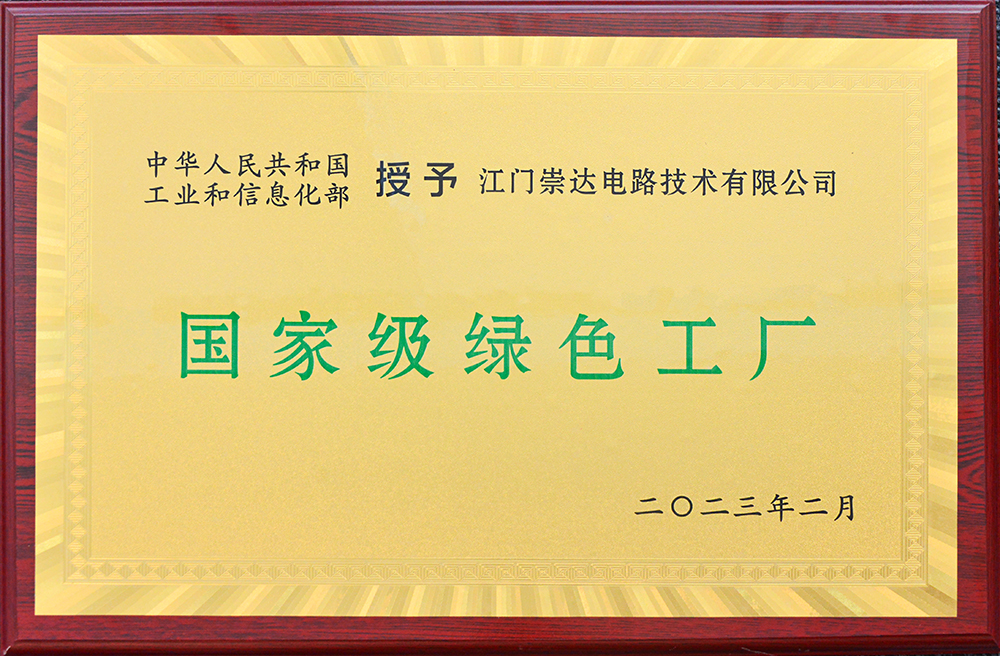 中华人民共和国
工业和信息化部 授予 江门崇达电路技术有限公司
国家级绿色工厂
二〇二三年二月